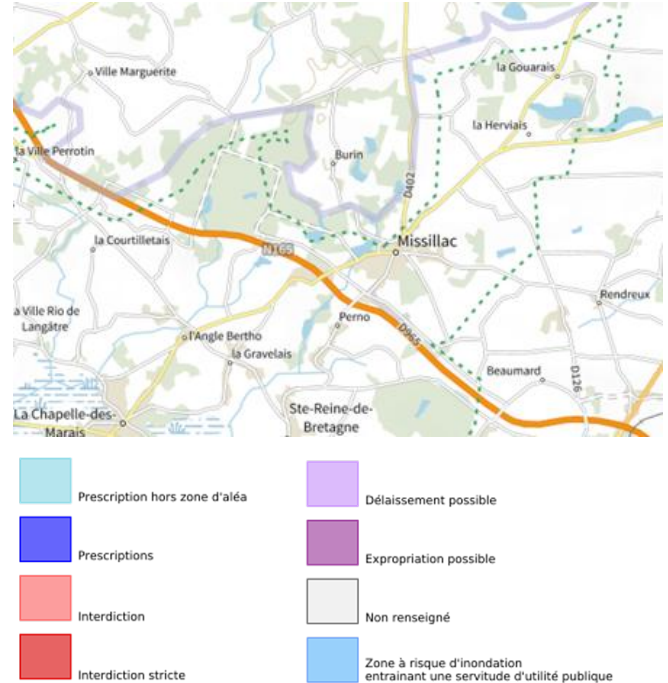 Ville Marguerite
la Gouarais
la Herviais
la Ville Perrotin
Burin
D402
la Courtilletais
N165
Missillac
a Ville Rio de
Langâtre
Rendreux
l'Angle Bertho
Perno
D965
la Gravelais
Beaumard
D126
La Chapelle-des-
Marais
Ste-Reine-de-
Bretagne
Prescription hors zone d'aléa
Délaissement possible
Prescriptions
Expropriation possible
Interdiction
Non renseigné
Interdiction stricte
Zone à risque d'inondation
entrainant une servitude d'utilité publique